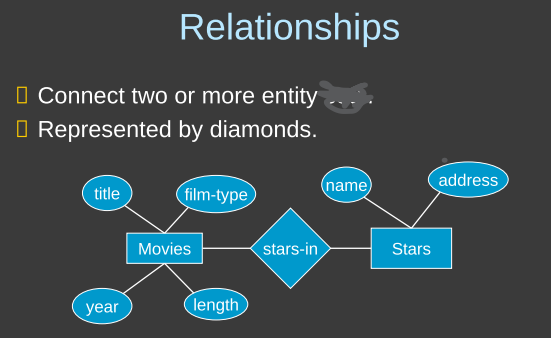 Relationships
Connect two or more entity
Represented by diamonds.
title
film-type
name
address
Movies
stars-in
Stars
year
length